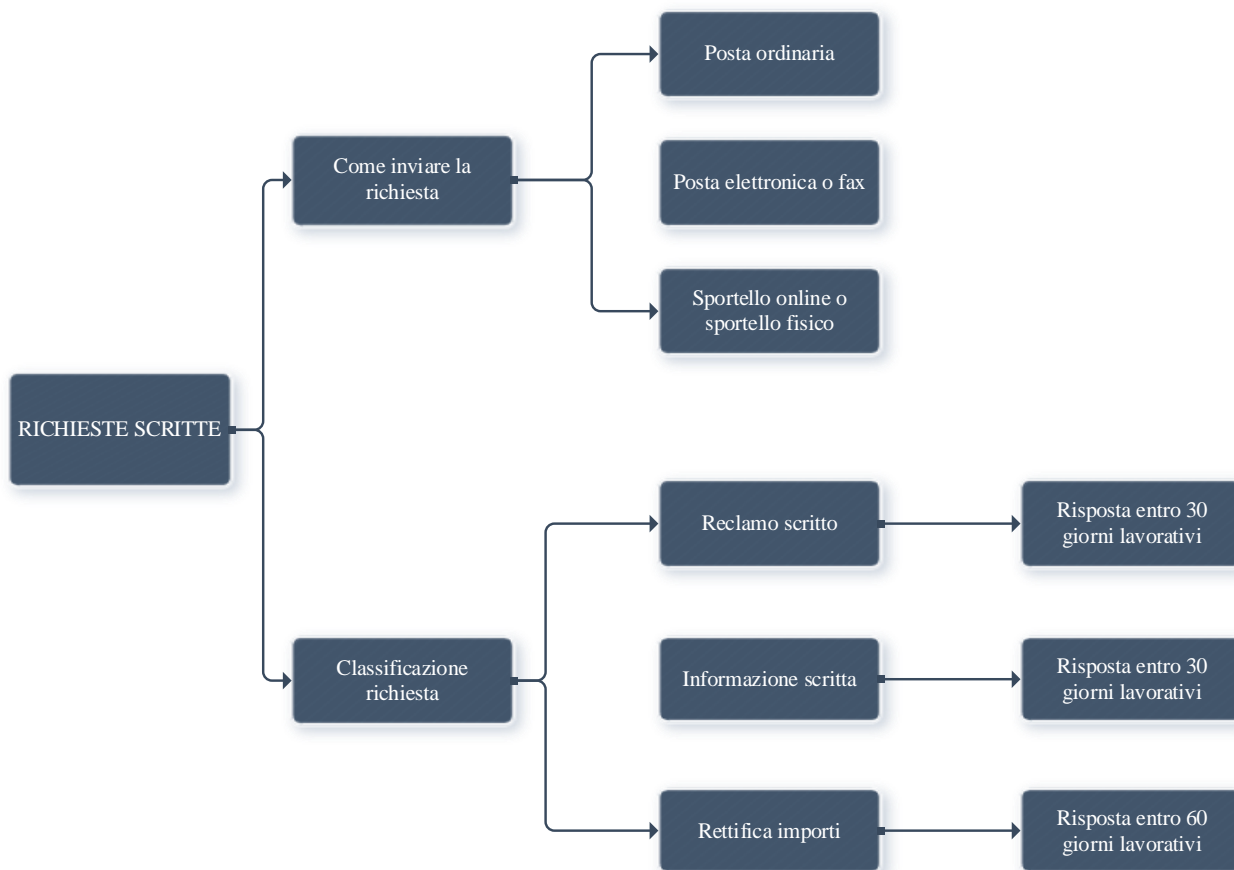 Posta ordinaria
Come inviare la
richiesta
Posta elettronica o fax
Sportello online o
sportello fisico
RICHIESTE SCRITTE
Reclamo scritto
Risposta entro 30
giorni lavorativi
Classificazione
richiesta
Informazione scritta
Risposta entro 30
giorni lavorativi
Rettifica importi
Risposta entro 60
giorni lavorativi